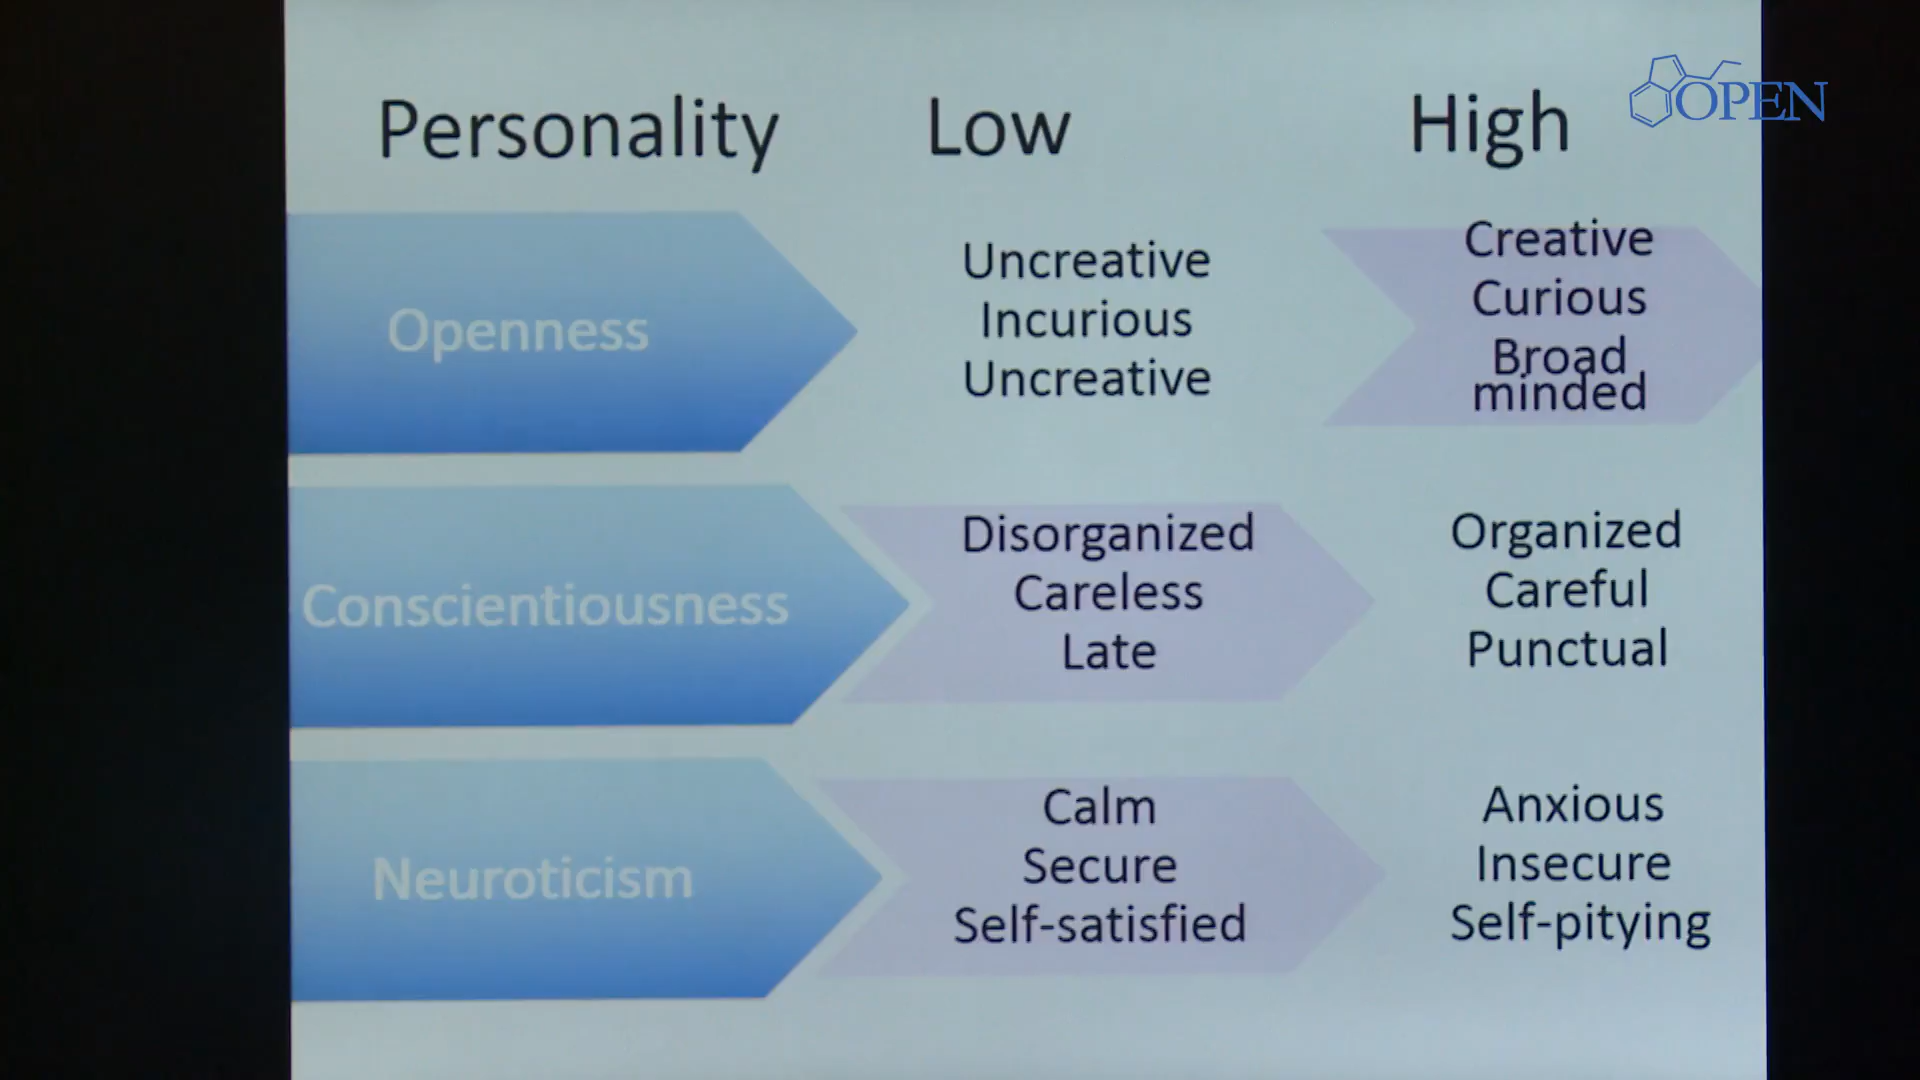 Personality Low High
OPEN
Openness
Uncreative
Incurious
Uncreative
Creative
Curious
Broad
minded
Conscientiousness
Disorganized
Careless
Late
Organized
Careful
Punctual
Neuroticism
Calm
Secure
Self-satisfied
Anxious
Insecure
Self-pitying